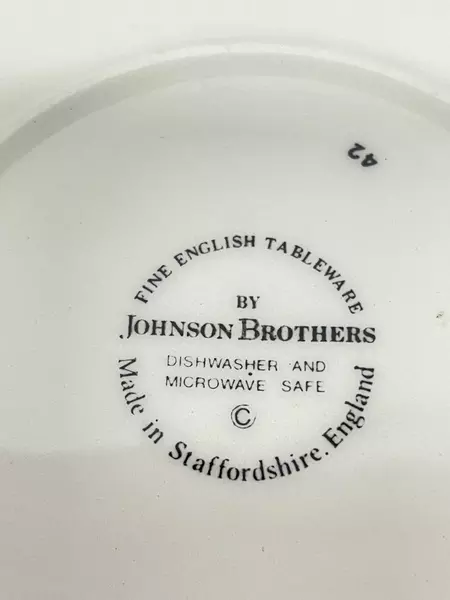 42
FINE ENGLISH TABLEWARE
BY
JOHNSON BROTHERS
DISHWASHER AND
MICROWAVE SAFE
©
Made in Staffordshire. England